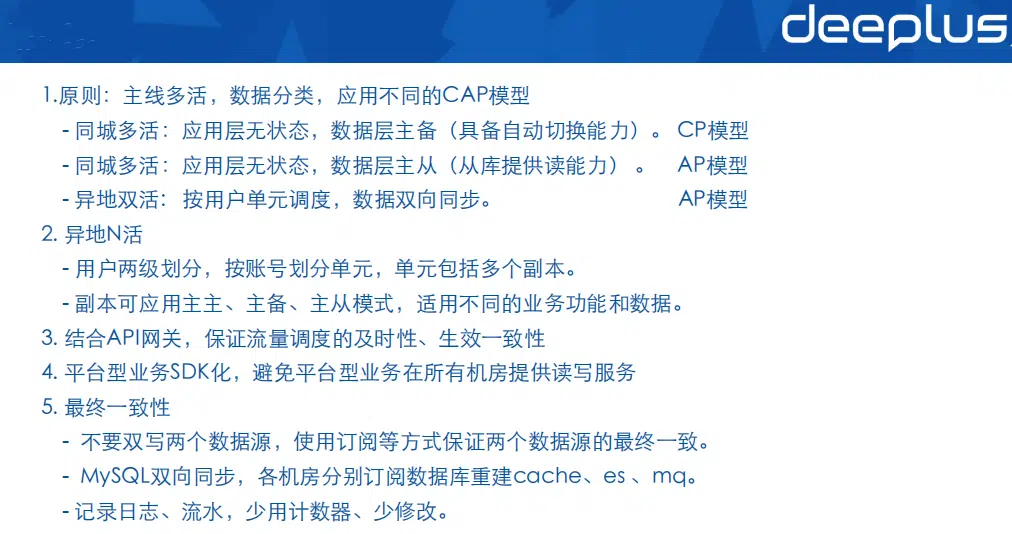 deeplus
1.原则：主线多活，数据分类，应用不同的CAP模型
- 同城多活：应用层无状态，数据层主备（具备自动切换能力）。 CP模型
- 同城多活：应用层无状态，数据层主从（从库提供读能力） 。 AP模型
- 异地双活： 按用户单元调度，数据双向同步。 AP模型
2. 异地N活
- 用户两级划分，按账号划分单元，单元包括多个副本。
- 副本可应用主主、主备、主从模式，适用不同的业务功能和数据。
3. 结合API网关，保证流量调度的及时性、生效一致性
4. 平台型业务SDK化，避免平台型业务在所有机房提供读写服务
5. 最终一致性
- 不要双写两个数据源，使用订阅等方式保证两个数据源的最终一致。
- MySQL双向同步，各机房分别订阅数据库重建cache、es 、mq。
- 记录日志、流水，少用计数器、少修改。